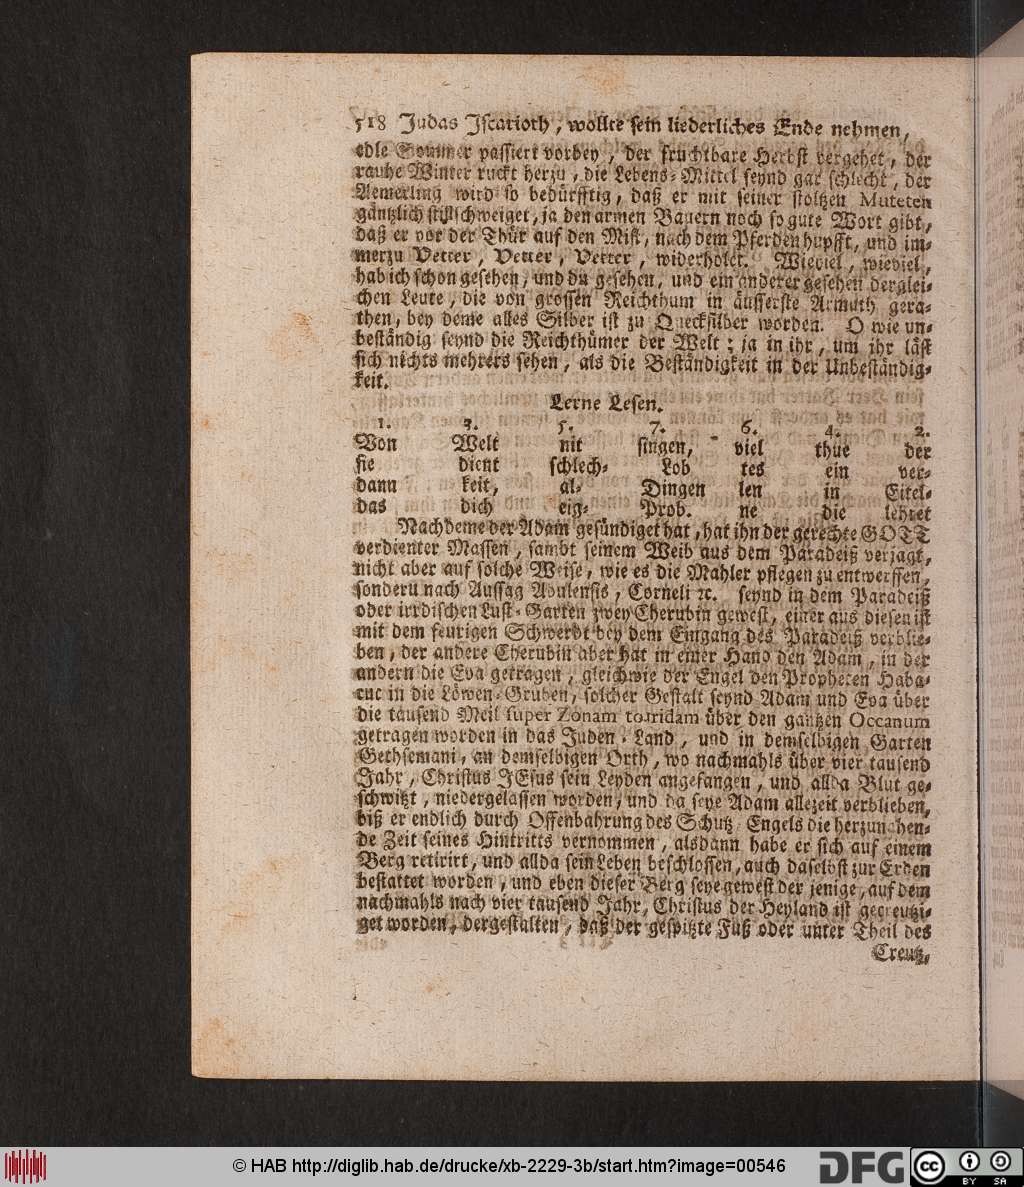 518 Judas Iscarioth, wollte sein liederliches Ende nehmen,
edle Sommer passiert vorbey, der fruchtbare Herbst vergehet, der
rauhe Winter ruckt herzu, die Lebens-Mittel seynd gar schlecht, der
Aemerling wird so bedürfftig, daß er mit seiner stoltzen Muteten
gäntzlich stillschweiget, ja den armen Bauern noch so gute Wort gibt,
daß er vor der Thür auf den Mist, nach dem Pferden hupfft, und im-
merzu Vetter, Vetter, Vetter, widerholet. Wieviel, wieviel,
hab ich schon gesehen, und du gesehen, und ein anderer gesehen derglei-
chen Leute, die von grossen Reichthum in äusserste Armuth gera-
then, bey deme alles Silber ist zu Quecksilber worden. O wie un-
beständig seynd die Reichthümer der Welt; ja in ihr, um ihr läst
sich nichts mehrers sehen, als die Beständigkeit in der Unbeständig-
keit.
Lerne Lesen.
1. 3. 5. 7. 6. 4. 2.
Von Welt nit singen, viel thue der
sie dient schlech- Lob tes ein ver-
dann keit, al- Dingen len in Eitel-
das dich eig- Prob. ne die lehret
Nachdeme der Adam gesündiget hat, hat ihn der gerechte GOTT
verdienter Massen, sambt seinem Weib aus dem Paradeiß verjagt,
nicht aber auf solche Weise, wie es die Mahler pflegen zu entwerffen,
sonderu nach Aussag Abulensis, Corneli ꝛc. seynd in dem Paradeiß
oder irrdischen Lust-Garten zwey Cherubin gewest, einer aus diesen ist
mit dem feurigen Schwerdt bey dem Eingang des Paradeiß verblie-
ben, der andere Cherubin aber hat in einer Hand den Adam, in der
andern die Eva getragen, gleichwie der Engel den Propheten Haba-
cuc in die Löwen-Gruben, solcher Gestalt seynd Adam und Eva über
die tausend Meil super Zonam torridam über den gantzen Occanum
getragen worden in das Juden-Land, und in demselbigen Garten
Gethsemani, an demselbigen Orth, wo nachmahls über vier tausend
Jahr, Christus JEsus sein Leyden angefangen, und allda Blut ge-
schwitzt, niedergelassen worden, und da seye Adam allezeit verblieben,
biß er endlich durch Offenbahrung des Schutz-Engels die herzunahen-
de Zeit seines Hintritts vernommen, alsdann habe er sich auf einem
Berg retirirt, und allda sein Leben beschlossen, auch daselbst zur Erden
bestattet worden, und eben dieser Berg seye gewest der jenige, auf dem
nachmahls nach vier tausend Jahr, Christus der Heyland ist gecreutzi-
get worden, dergestalten, daß der gespitzte Fuß oder unter Theil des
Creutz-
© HAB http://diglib.hab.de/drucke/xb-2229-3b/start.htm?image=00546
DFG
cc BY SA